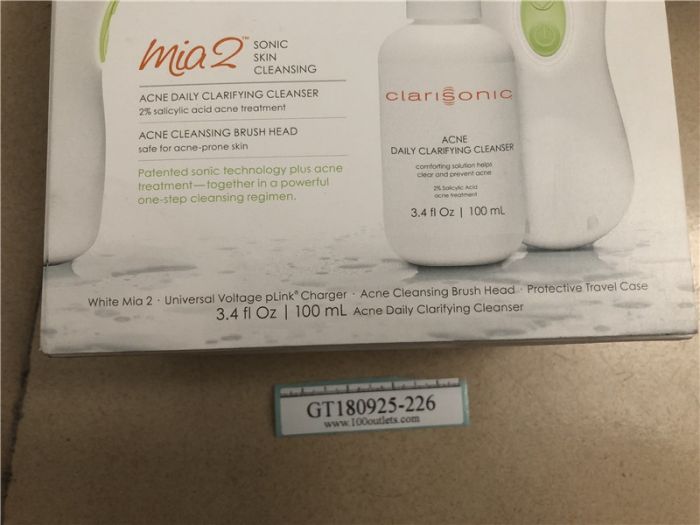 mia2™ SONIC
SKIN
CLEANSING
ACNE DAILY CLARIFYING CLEANSER
2% salicylic acid acne treatment
ACNE CLEANSING BRUSH HEAD
safe for acne-prone skin
Patented sonic technology plus acne
treatment—together in a powerful
one-step cleansing regimen.
clarisonic
ACNE
DAILY CLARIFYING CLEANSER
comforting solution helps
clear and prevent acne
2% Salicylic Acid
acne treatment
3.4 fl Oz | 100 mL
White Mia 2 · Universal Voltage pLink® Charger · Acne Cleansing Brush Head · Protective Travel Case
3.4 fl Oz | 100 mL Acne Daily Clarifying Cleanser
GT180925-226
www.100outlets.com